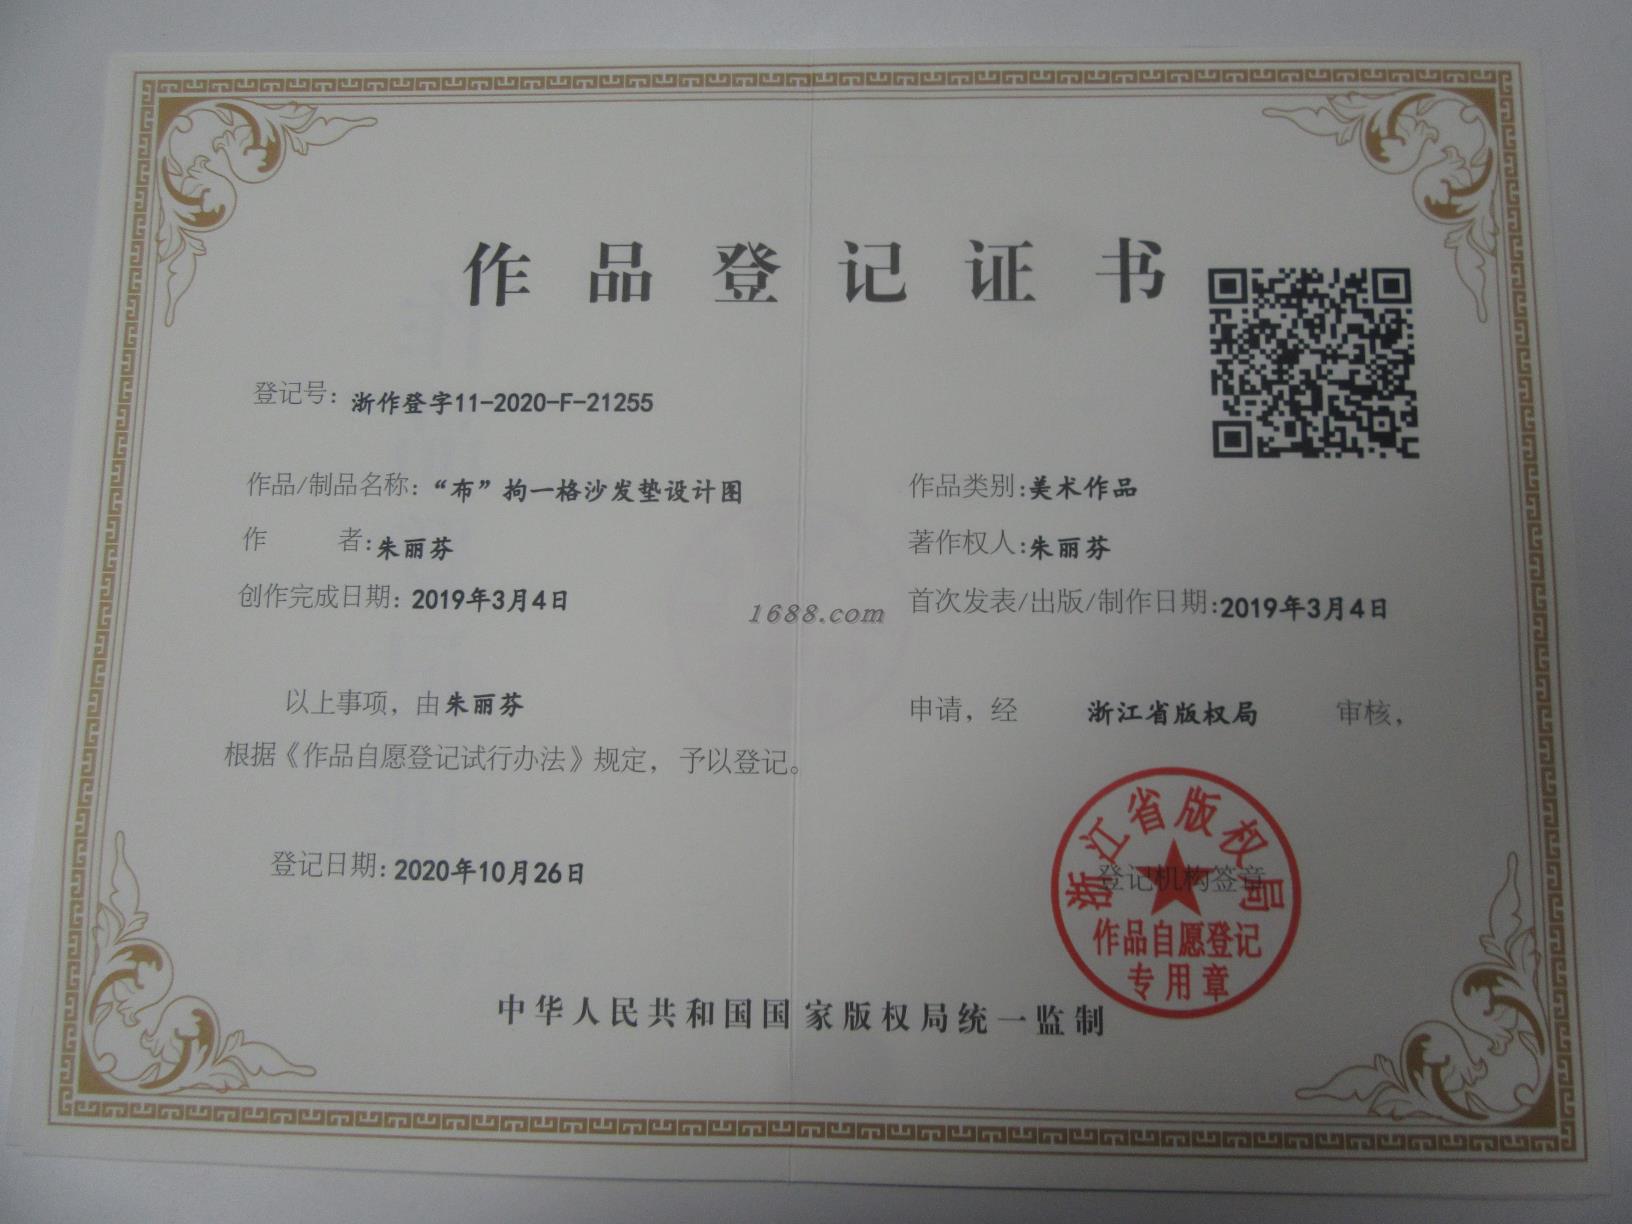 作品登记证书
登记号：浙作登字11-2020-F-21255
作品/制品名称：“布”拘一格沙发垫设计图 作品类别：美术作品
作 者：朱丽芬 著作权人：朱丽芬
创作完成日期：2019年3月4日 首次发表/出版/制作日期：2019年3月4日
1688.com
以上事项，由朱丽芬 申请，经 浙江省版权局 审核，
根据《作品自愿登记试行办法》规定，予以登记。
登记日期：2020年10月26日 登记机构签章
浙江省版权局
作品自愿登记
专用章
中华人民共和国国家版权局统一监制